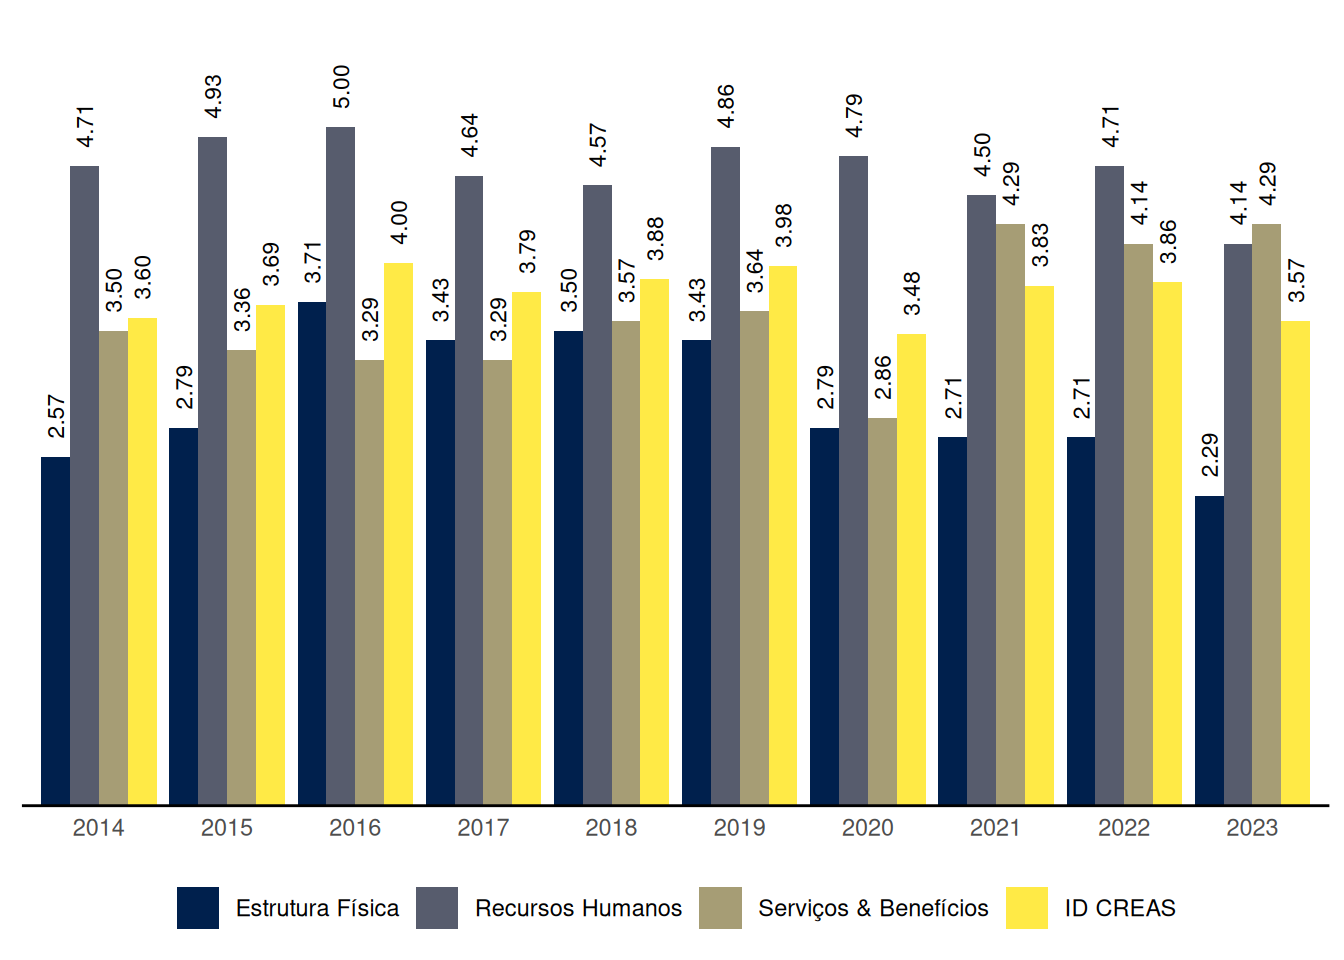 2.57 4.71 3.50 3.60
2.79 4.93 3.36 3.69
3.71 5.00 3.29 4.00
3.43 4.64 3.29 3.79
3.50 4.57 3.57 3.88
3.43 4.86 3.64 3.98
2.79 4.79 2.86 3.48
2.71 4.50 4.29 3.83
2.71 4.71 4.14 3.86
2.29 4.14 4.29 3.57
2014 2015 2016 2017 2018 2019 2020 2021 2022 2023
Estrutura Física Recursos Humanos Serviços & Benefícios ID CREAS